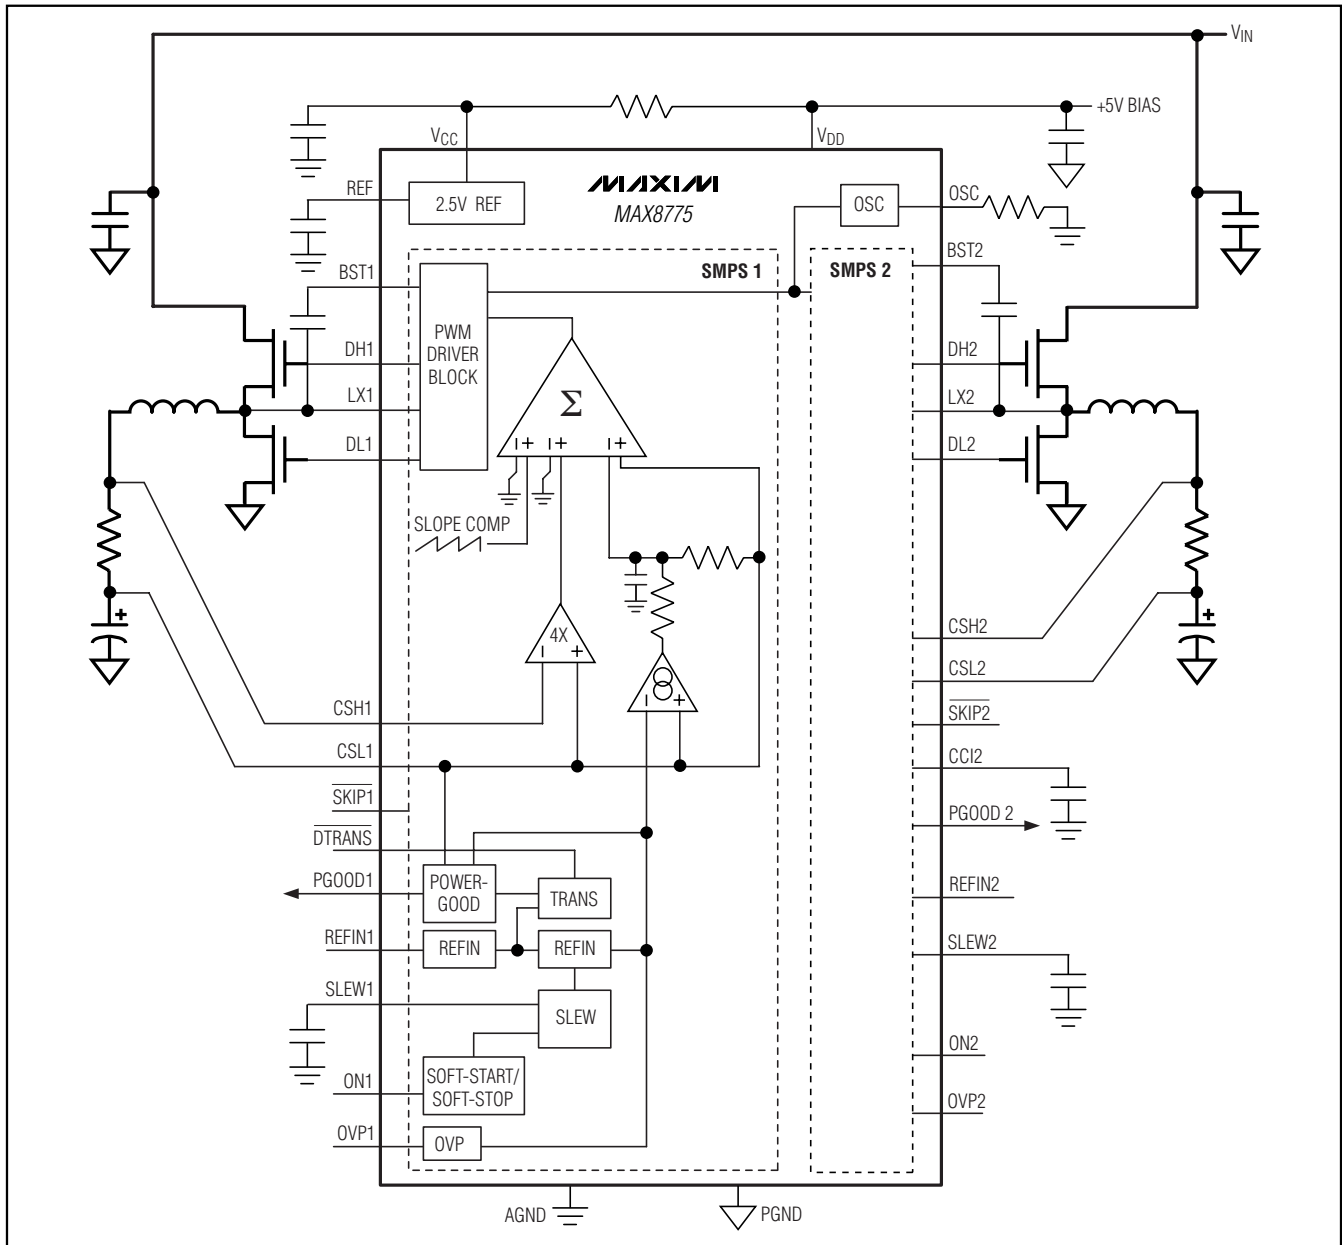 VIN
+5V BIAS
VCC
VDD
REF
2.5V REF
MAXIM
MAX8775
OSC
OSC
BST1
SMPS 1
SMPS 2
BST2
PWM
DRIVER
BLOCK
DH1
DH2
LX1
LX2
Σ
DL1
DL2
− + − + − +
SLOPE COMP
+
+
4X
− +
CSH2
CSL2
− +
CSH1
SKIP2
CSL1
CCI2
SKIP1
PGOOD 2
DTRANS
PGOOD1
POWER-
GOOD
TRANS
REFIN2
REFIN1
REFIN
REFIN
SLEW2
SLEW1
SLEW
ON2
ON1
SOFT-START/
SOFT-STOP
OVP2
OVP1
OVP
AGND
PGND